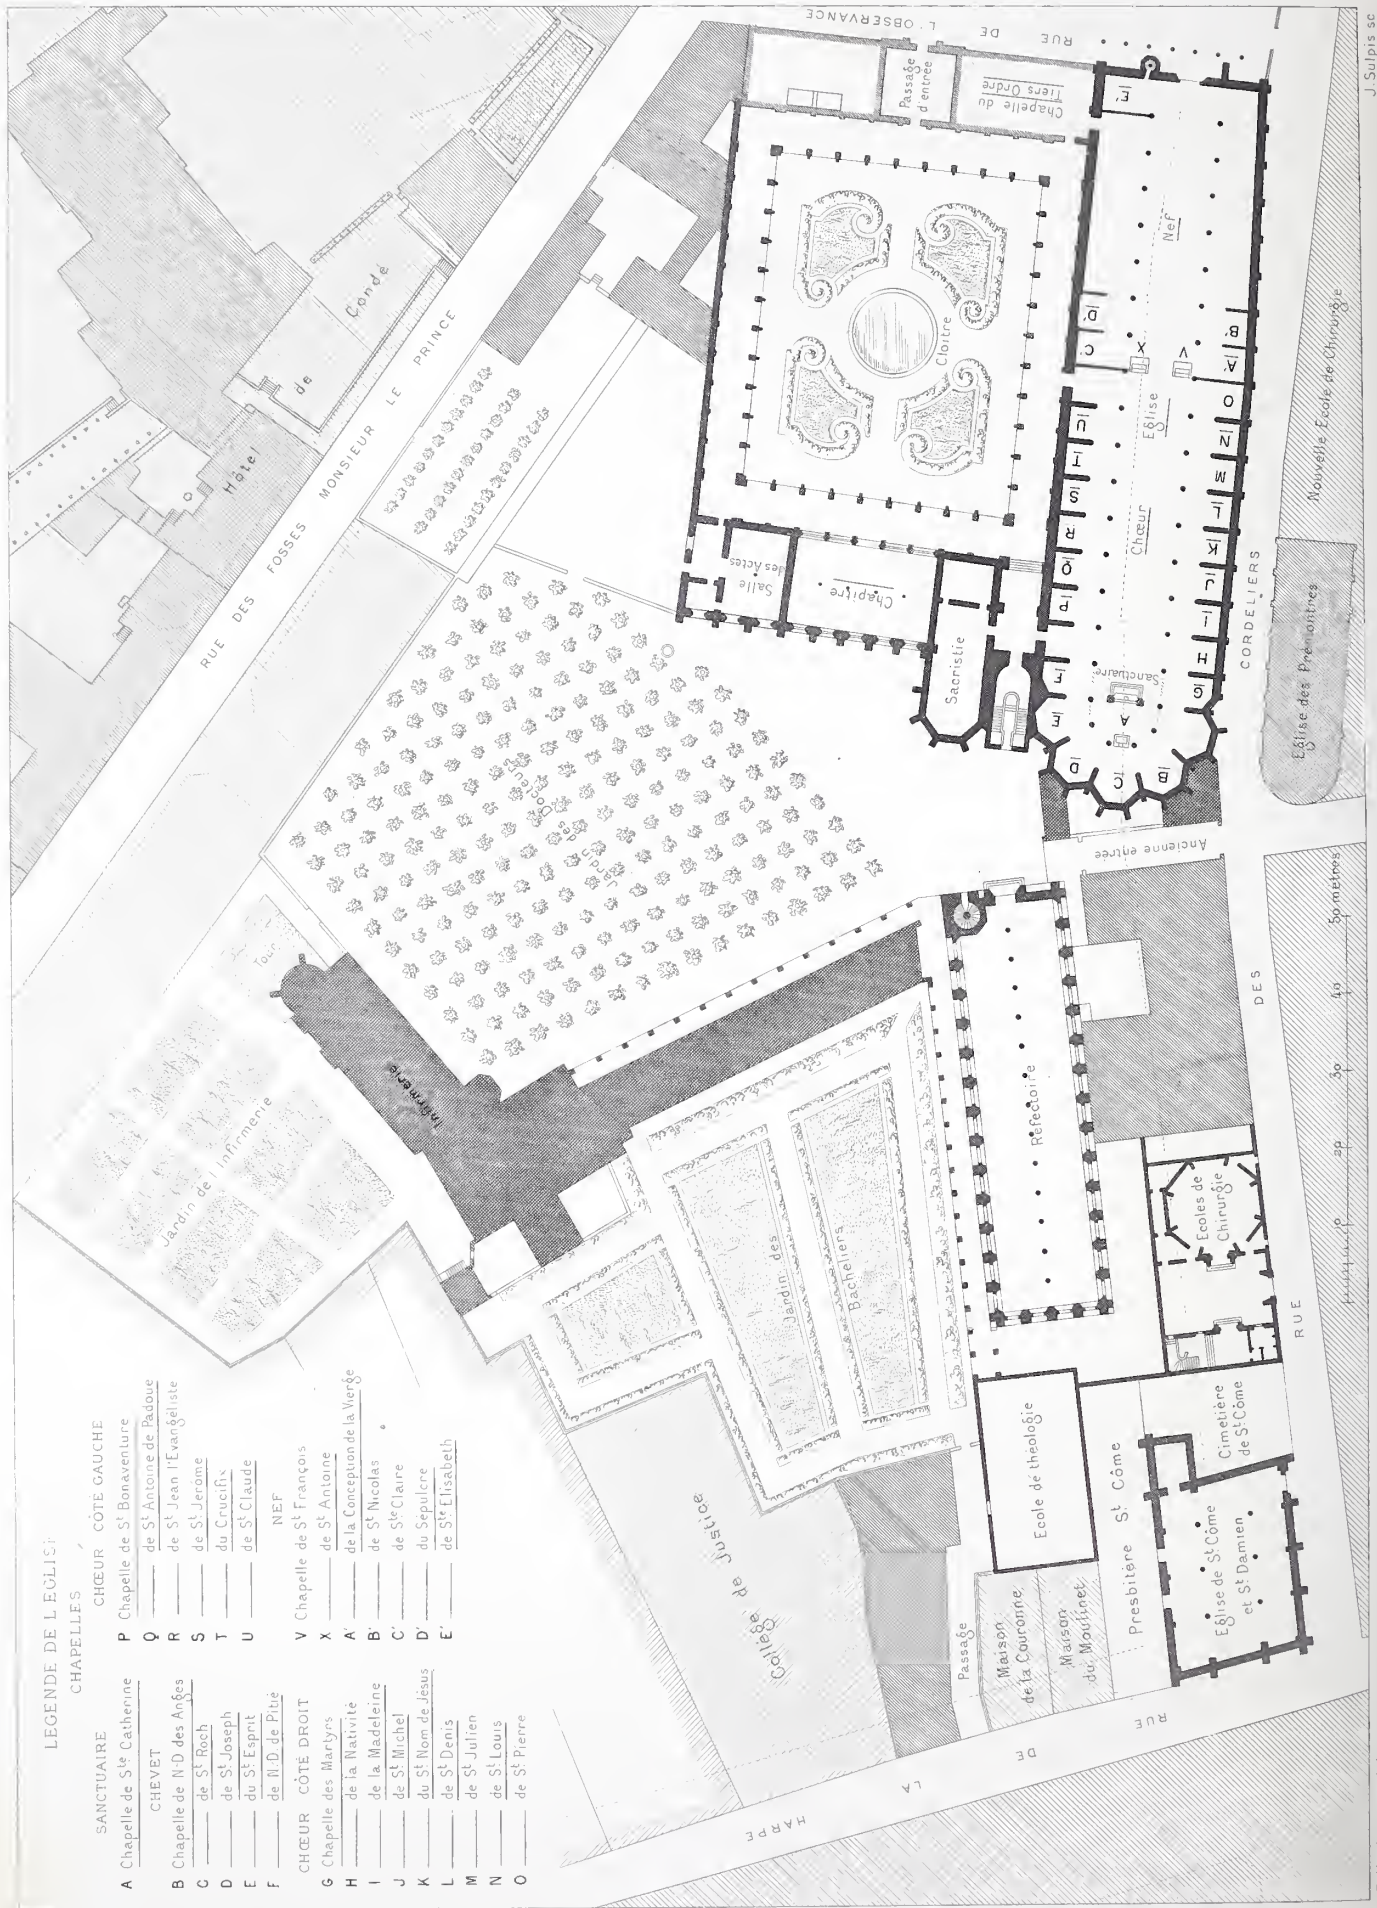 LEGENDE DE L'EGLISE
CHAPELLES
SANCTUAIRE
A Chapelle de Ste Catherine
CHEVET
B Chapelle de N.D des Anges
C de St Roch
D de St Joseph
E du St Esprit
F de N.D. de Pitié
CHŒUR CÔTÉ DROIT
G Chapelle des Martyrs
H de la Nativité
I de la Madeleine
J de St Michel
K du St Nom de Jésus
L de St Denis
M de St Julien
N de St Louis
O de St Pierre
CHŒUR CÔTÉ GAUCHE
P Chapelle de St Bonaventure
Q de St Antoine de Padoue
R de St Jean l'Evangéliste
S de St Jerôme
T du Crucifix
U de St Claude
NEF
V Chapelle de St François
X de St Antoine
A' de la Conception de la Vierge
B' de St Nicolas
C' de Ste Claire
D' du Sépulcre
E' de Ste Elisabeth
Hôtel
de
Condé
RUE DES FOSSES MONSIEUR LE PRINCE
RUE DE L'OBSERVANCE
Passage
d'entrée
Chapelle du
Tiers Ordre
Cloitre
Nef
Eglise
Chœur
Sanctuaire
Salle
des Actes
Chapitre
Sacristie
E'
D'
C'
X
V
B'
A'
U
T
S
R
Q
P
F
E
D
C
B
A
G
H
I
J
K
L
M
N
O
Jardin des Docteurs
Tour
Infirmerie
Jardin de l'Infirmerie
Jardin des
Bacheliers
Réfectoire
Ancienne entrée
Ecoles de
Chirurgie
Ecole de théologie
Collège de Justice
Passage
Maison
de la Couronne
Maison
du Moulinet
Presbitère St Côme
Cimetière
de St Côme
Eglise de St Côme
et St Damien
RUE DE LA HARPE
RUE DES CORDELIERS
Eglise des Prémontres
Nouvelle Ecole de Chirurgie
0 10 20 30 40 50 metres
J. Sulpis sc